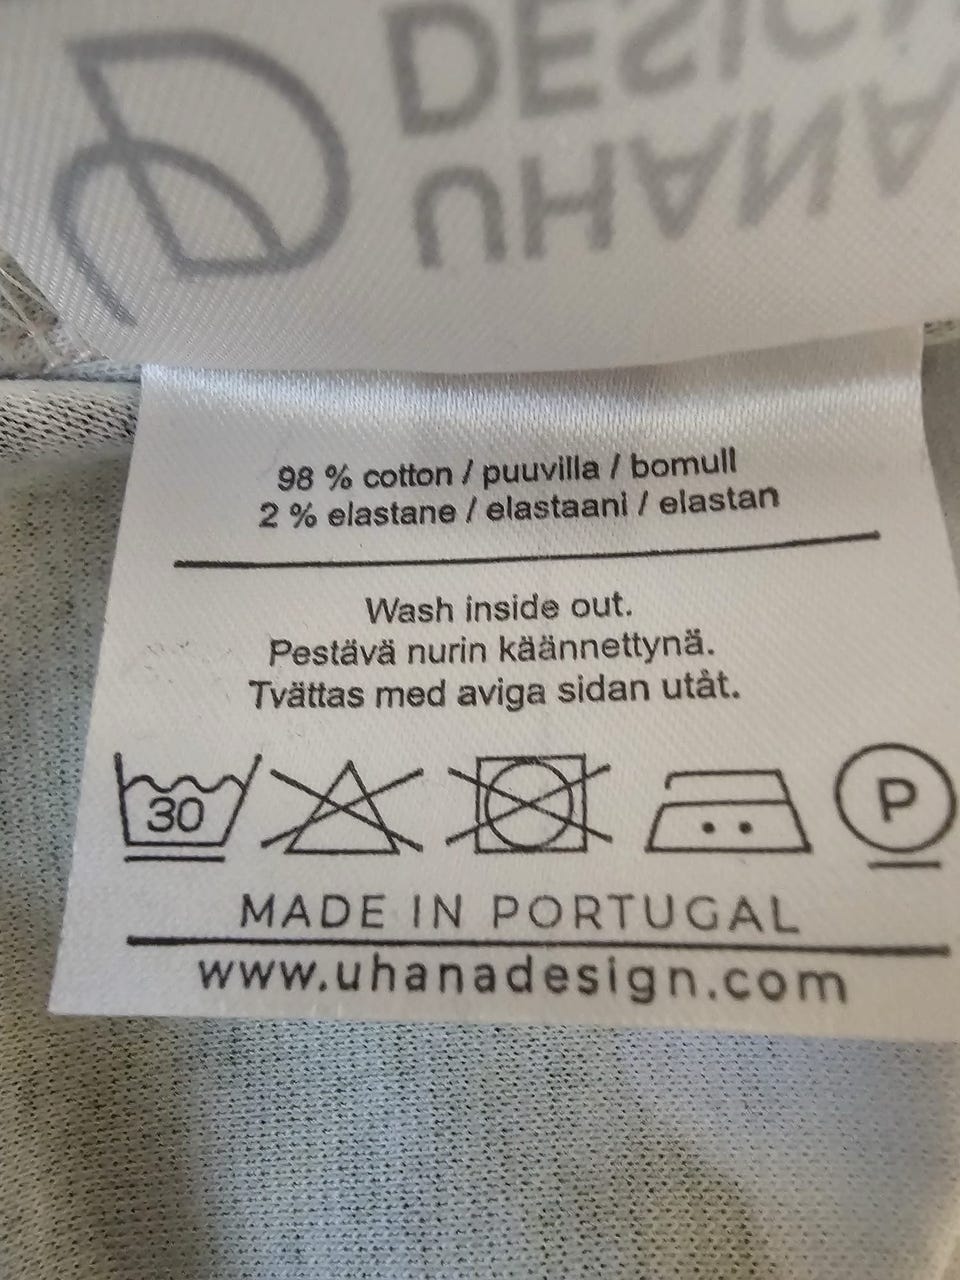 UHANA
DESIGN
98 % cotton / puuvilla / bomull
2 % elastane / elastaani / elastan
Wash inside out.
Pestävä nurin käännettynä.
Tvättas med aviga sidan utåt.
30
P
MADE IN PORTUGAL
www.uhanadesign.com